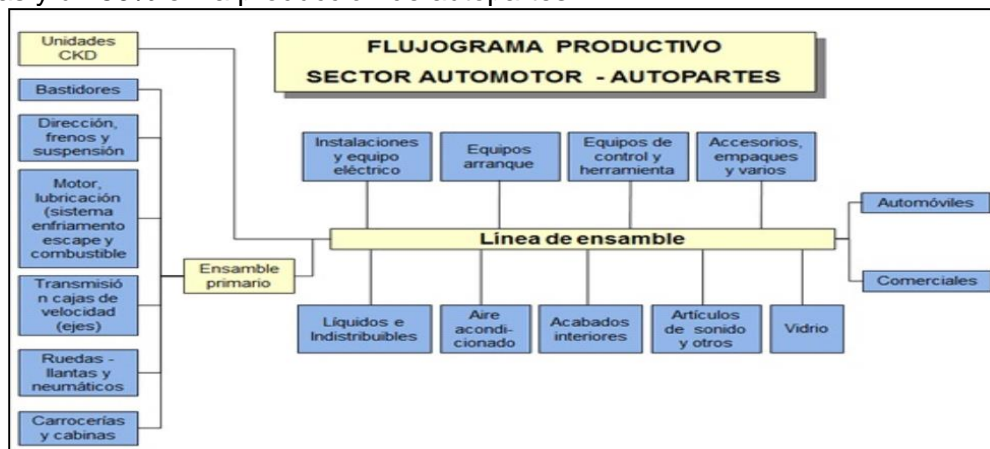 FLUJOGRAMA PRODUCTIVO
SECTOR AUTOMOTOR - AUTOPARTES
Unidades
CKD
Bastidores
Dirección,
frenos y
suspensión
Motor,
lubricación
(sistema
enfriamento
escape y
combustible
Transmisió
n cajas de
velocidad
(ejes)
Ruedas -
llantas y
neumáticos
Carrocerías
y cabinas
Ensamble
primario
Instalaciones
y equipo
eléctrico
Equipos
arranque
Equipos de
control y
herramienta
Accesorios,
empaques
y varios
Línea de ensamble
Líquidos e
Indistribuibles
Aire
acondi-
cionado
Acabados
interiores
Artículos
de sonido
y otros
Vidrio
Automóviles
Comerciales